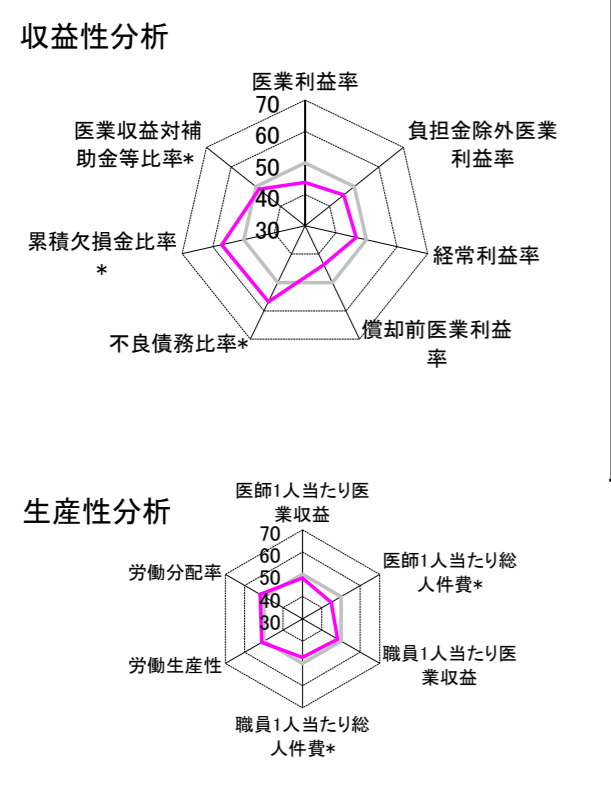 収益性分析
医業利益率
70
60
50
40
30
負担金除外医業
利益率
経常利益率
償却前医業利益
率
不良債務比率*
累積欠損金比率
*
医業収益対補
助金等比率*
生産性分析
医師1人当たり医
業収益
70
60
50
40
30
医師1人当たり総
人件費*
職員1人当たり医
業収益
職員1人当たり総
人件費*
労働生産性
労働分配率